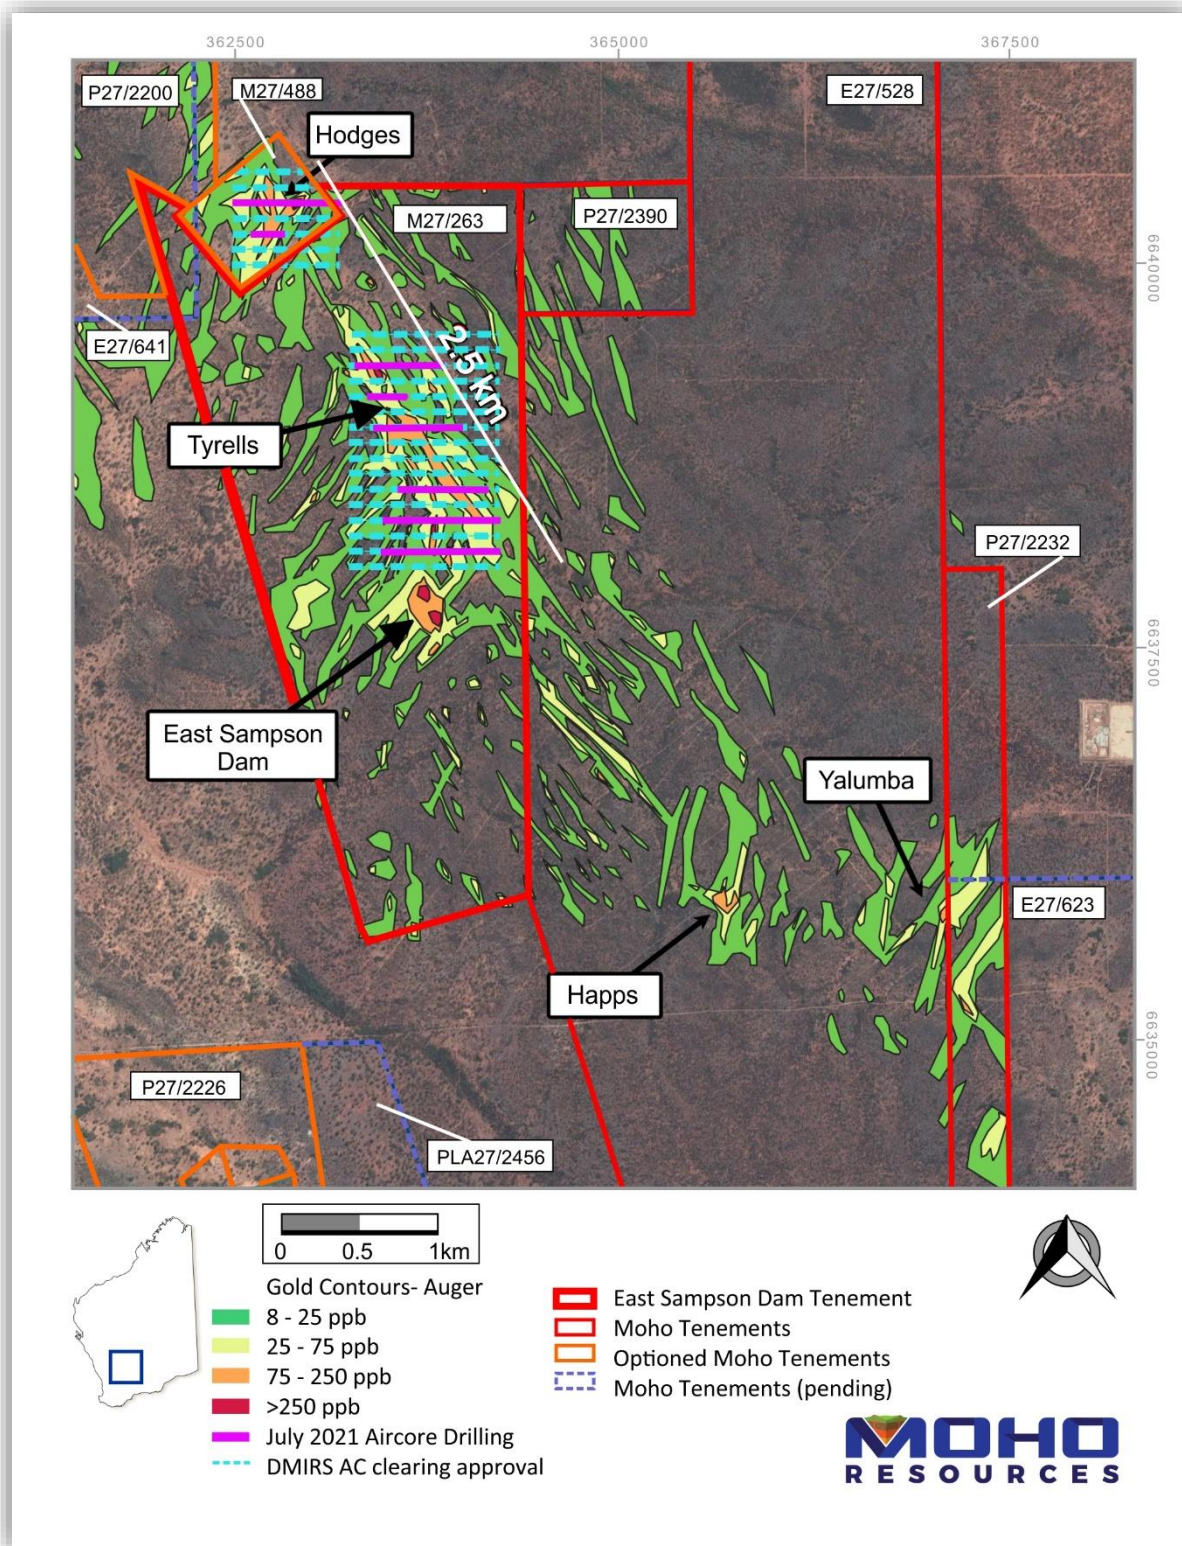 362500
365000
367500
P27/2200
M27/488
E27/528
Hodges
M27/263
P27/2390
6640000
E27/641
2.5 km
Tyrells
P27/2232
6637500
East Sampson
Dam
Yalumba
E27/623
Happs
6635000
P27/2226
PLA27/2456
0 0.5 1km
Gold Contours- Auger
8 - 25 ppb
25 - 75 ppb
75 - 250 ppb
>250 ppb
July 2021 Aircore Drilling
DMIRS AC clearing approval
East Sampson Dam Tenement
Moho Tenements
Optioned Moho Tenements
Moho Tenements (pending)
MOHO
RESOURCES